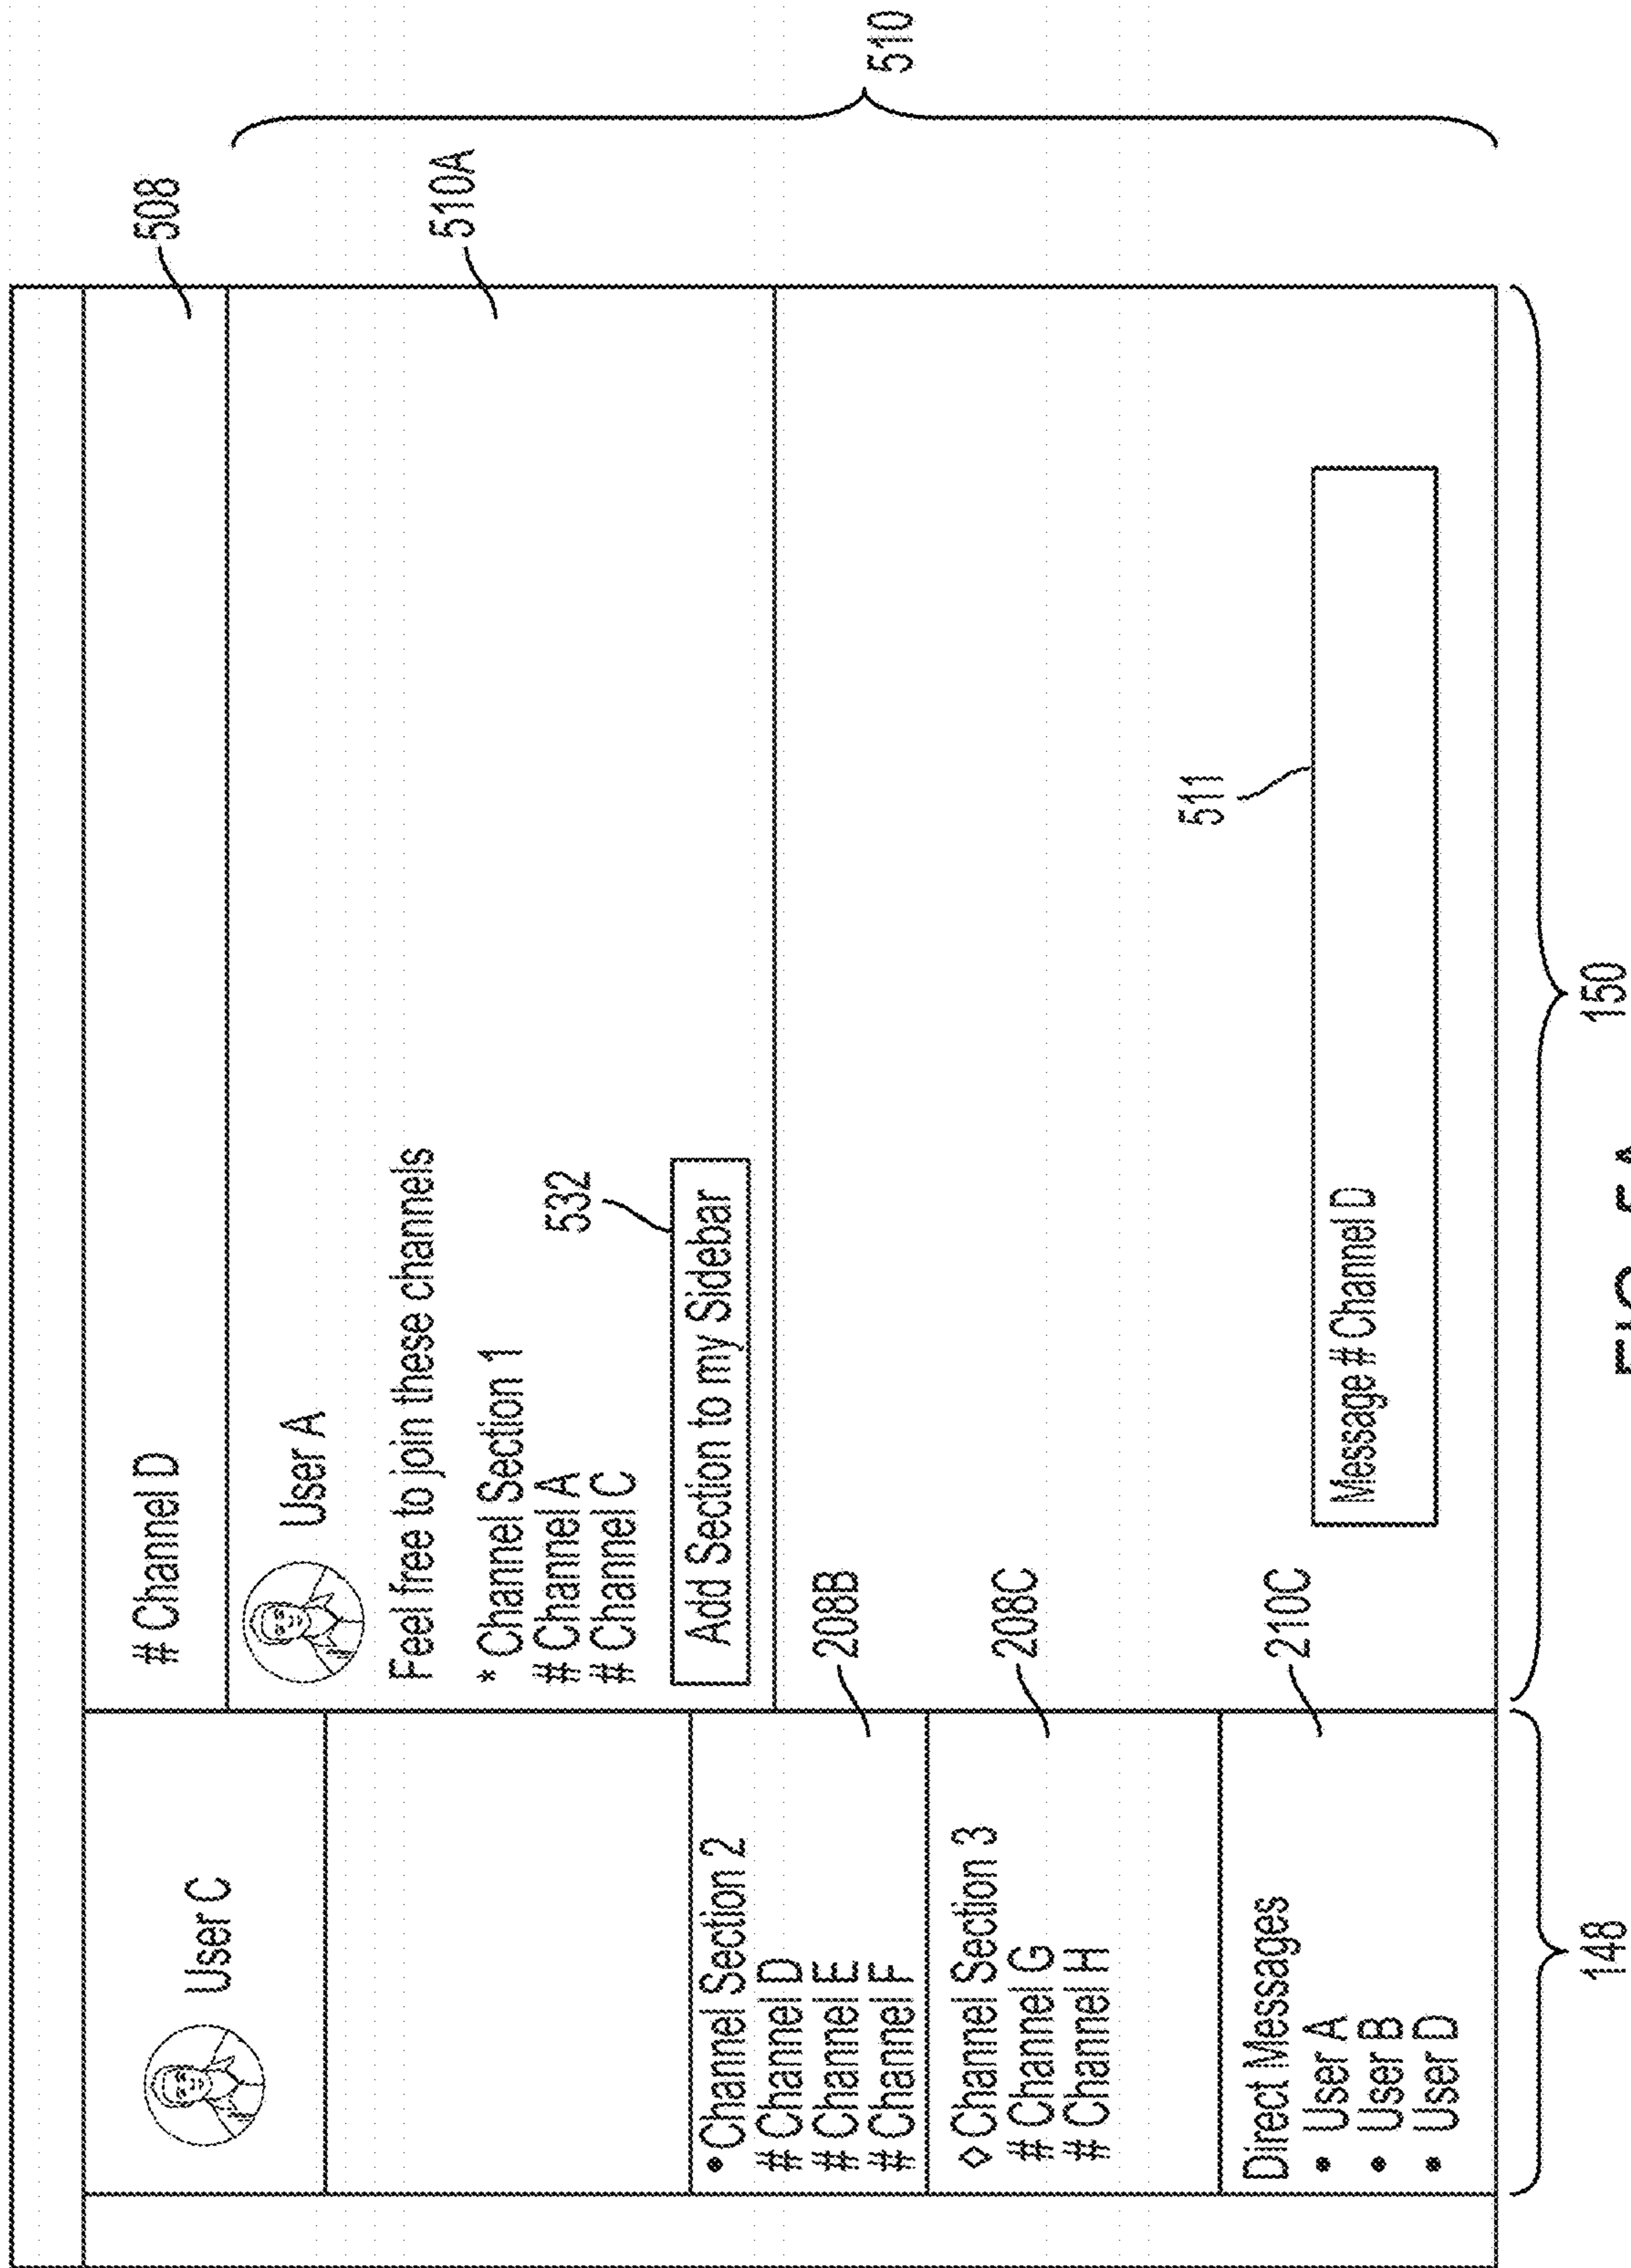 508
# Channel D
User C
User A
Feel free to join these channels
510A
* Channel Section 1
# Channel A
# Channel C
532
Add Section to my Sidebar
510
• Channel Section 2
# Channel D
# Channel E
# Channel F
208B
◇ Channel Section 3
# Channel G
# Channel H
208C
511
Direct Messages
• User A
• User B
• User D
210C
Message # Channel D
148
150